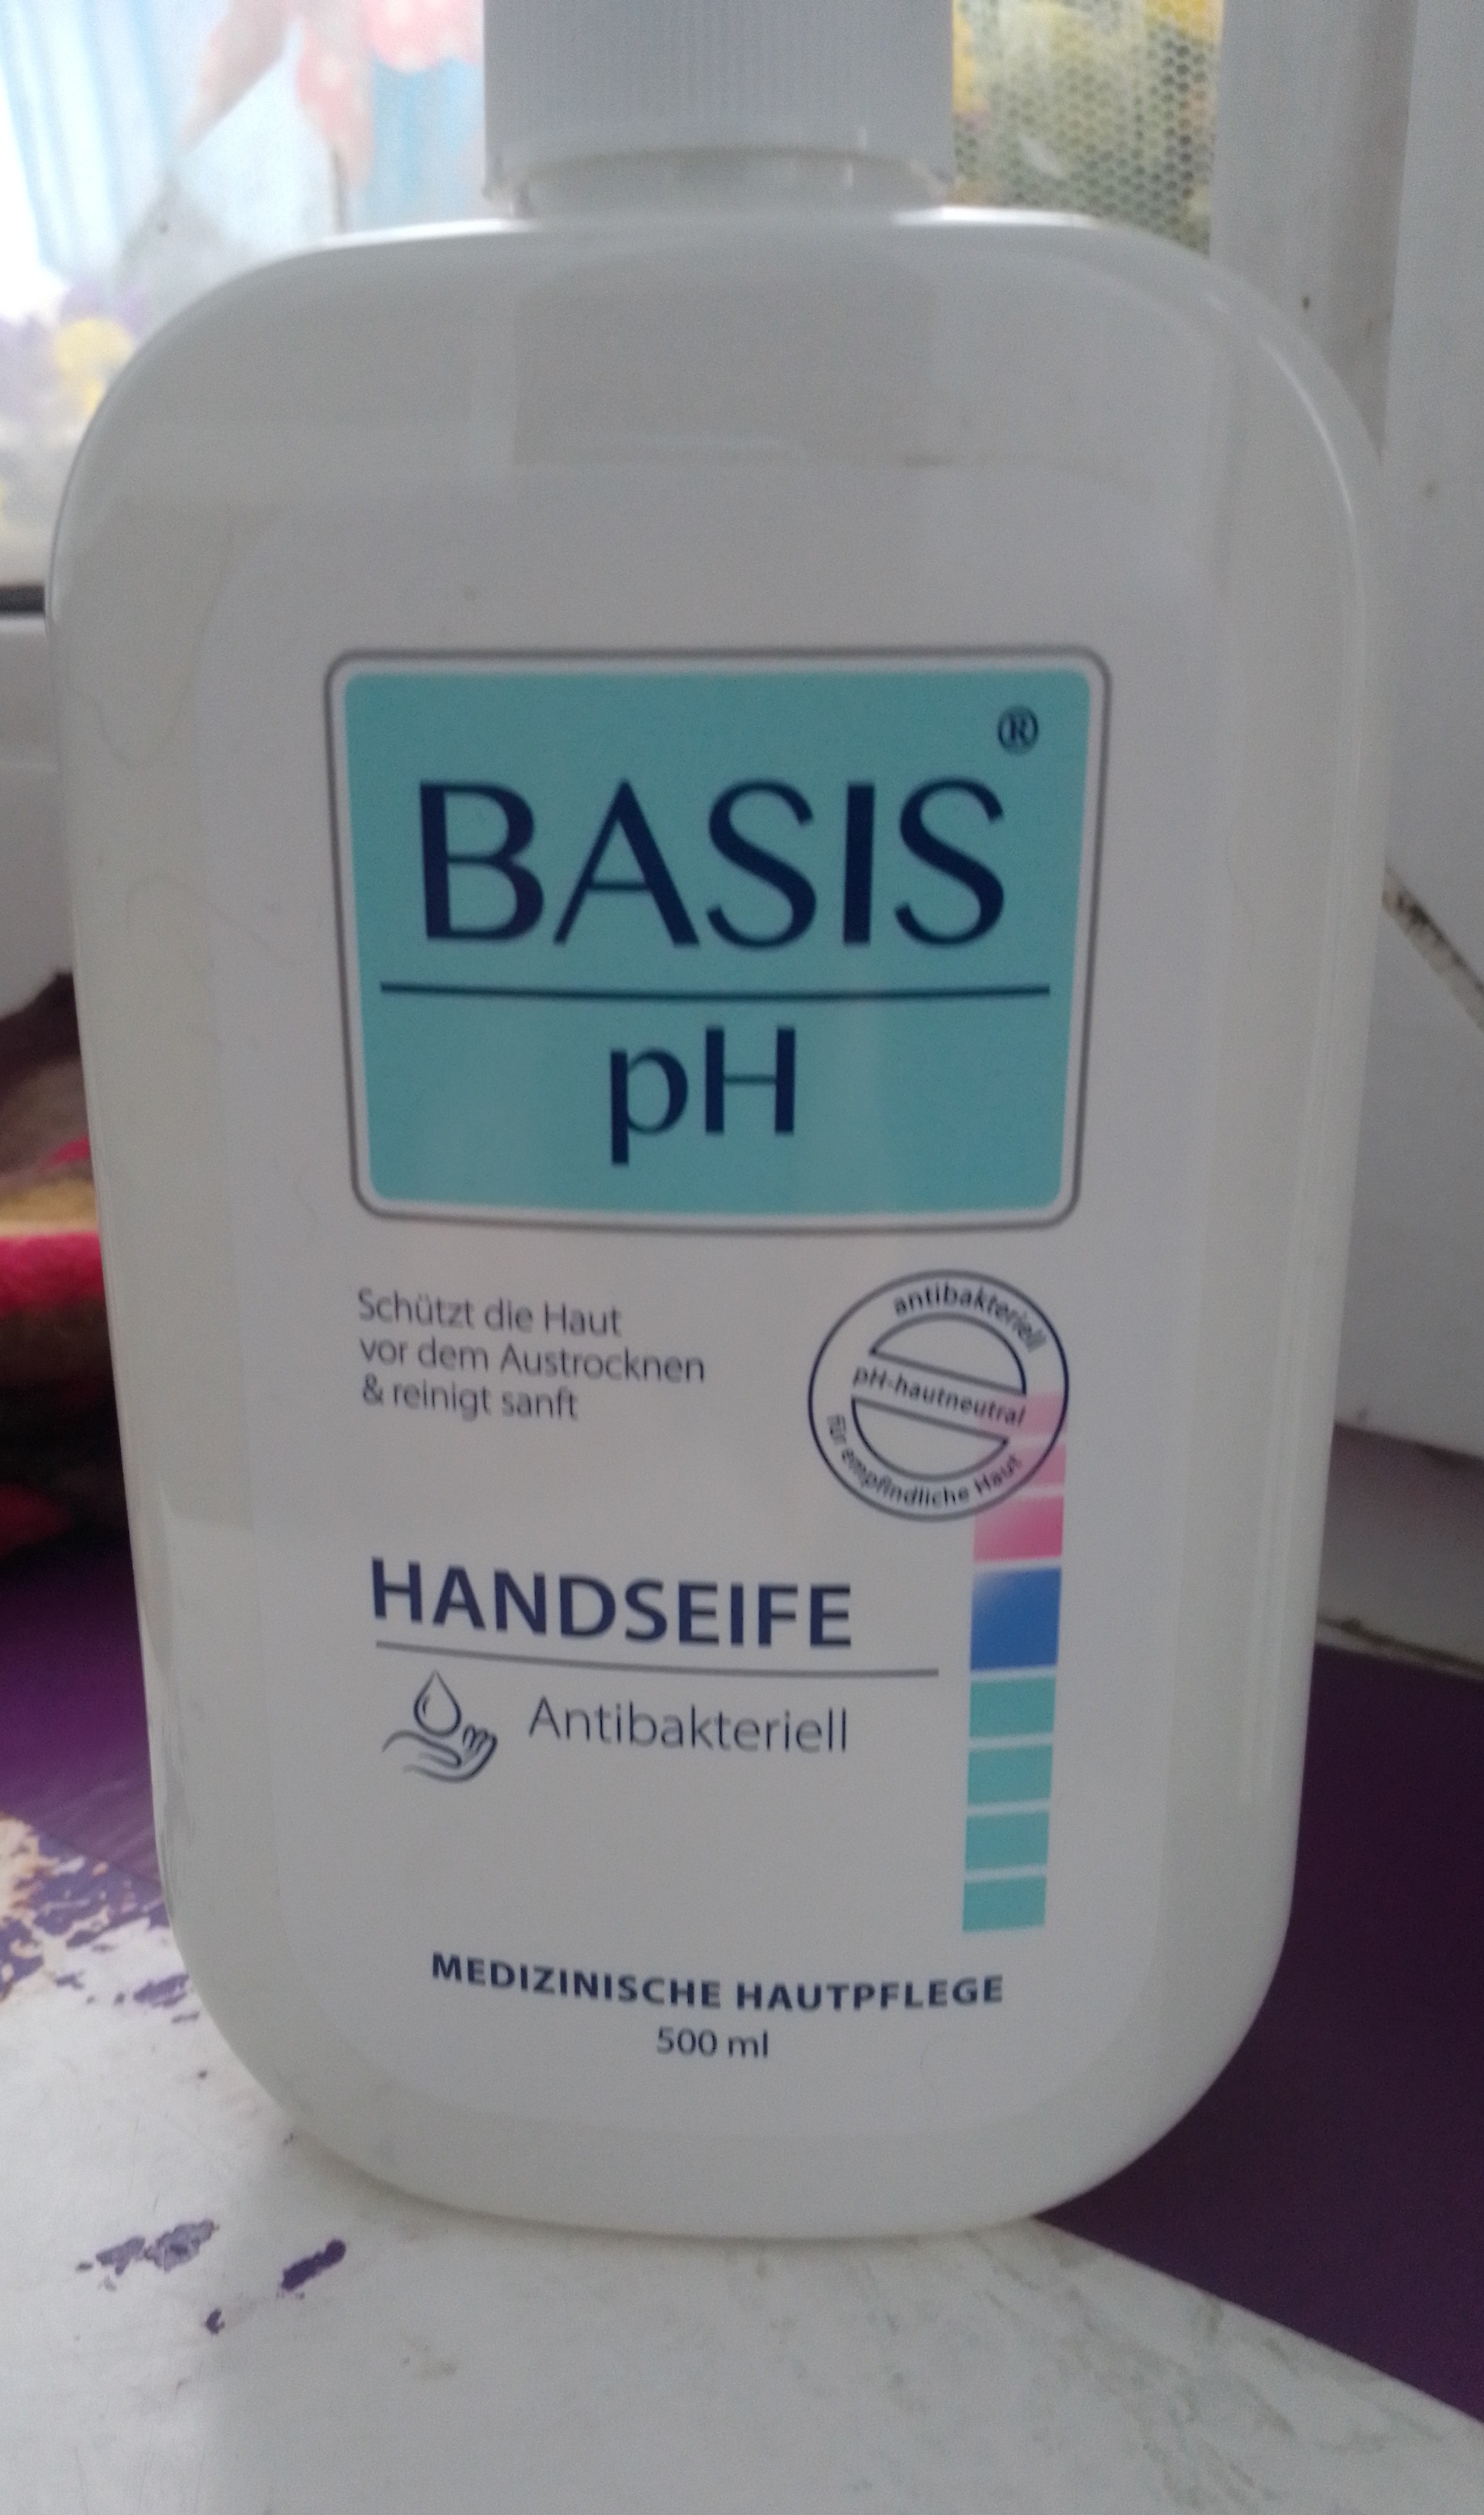 BASIS®
pH
Schützt die Haut
vor dem Austrocknen
& reinigt sanft
antibakteriell
pH-hautneutral
für empfindliche Haut
HANDSEIFE
Antibakteriell
MEDIZINISCHE HAUTPFLEGE
500 ml